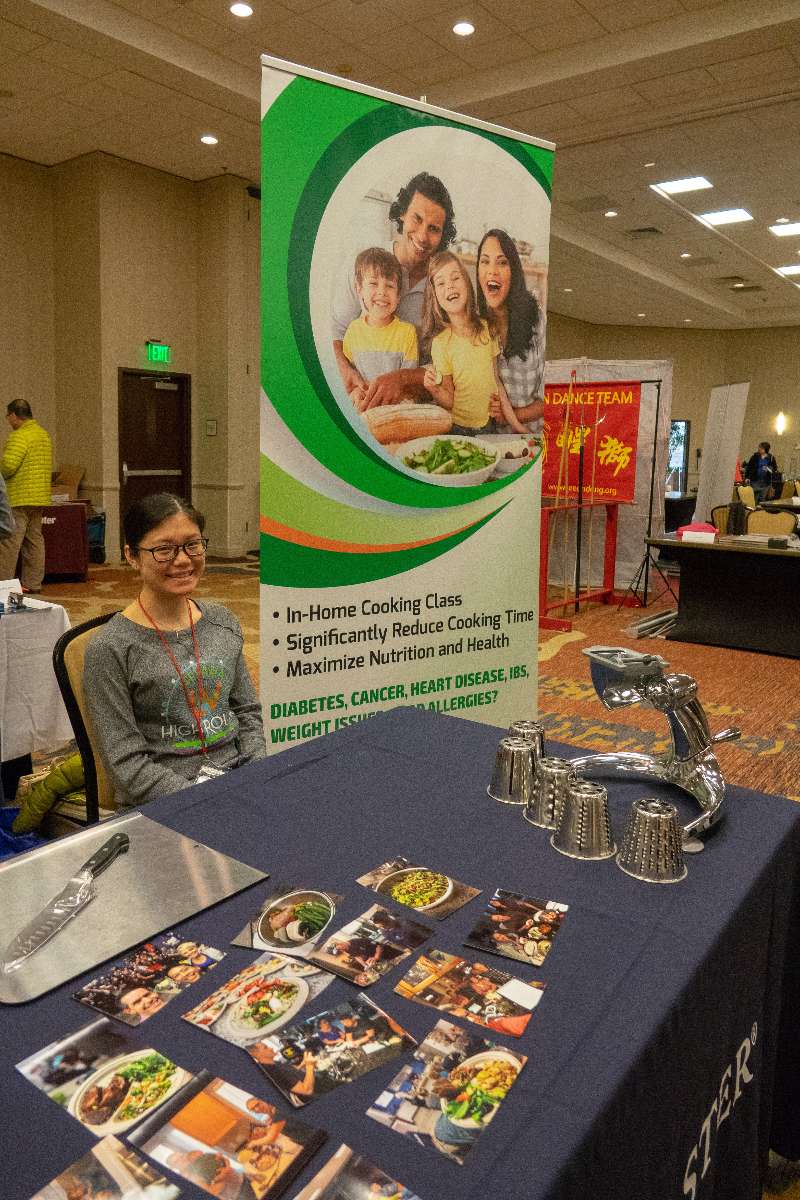 EXIT
N DANCE TEAM
• In-Home Cooking Class
• Significantly Reduce Cooking Time
• Maximize Nutrition and Health
DIABETES, CANCER, HEART DISEASE, IBS,
WEIGHT ALLERGIES?
STER®